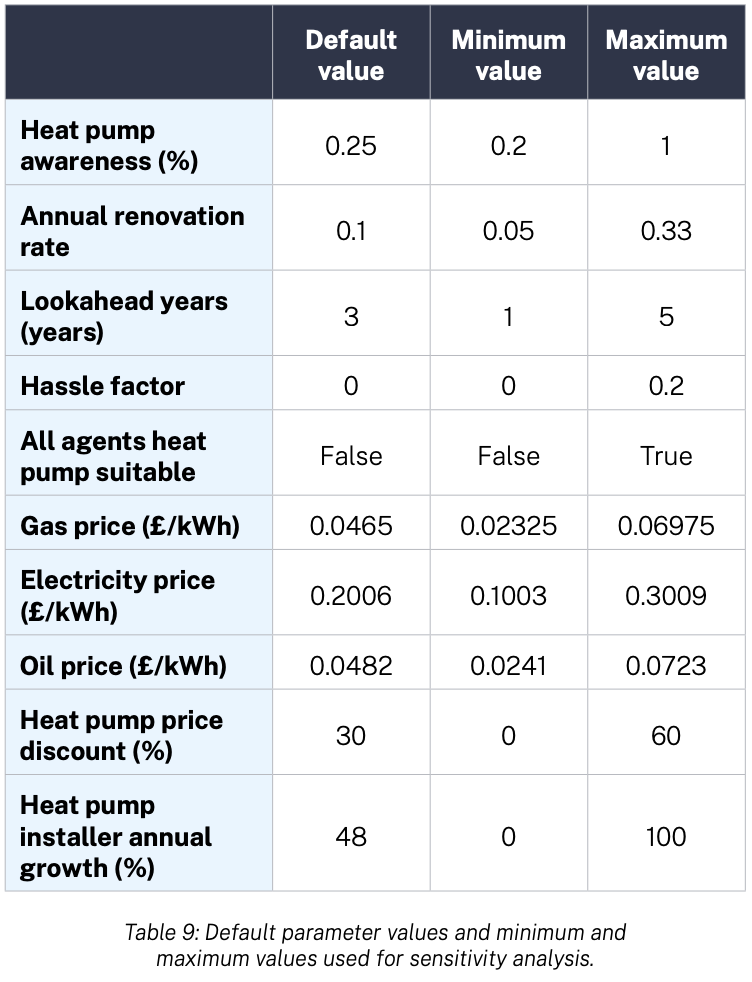 Default value Minimum value Maximum value
Heat pump awareness (%) 0.25 0.2 1
Annual renovation rate 0.1 0.05 0.33
Lookahead years (years) 3 1 5
Hassle factor 0 0 0.2
All agents heat pump suitable False False True
Gas price (£/kWh) 0.0465 0.02325 0.06975
Electricity price (£/kWh) 0.2006 0.1003 0.3009
Oil price (£/kWh) 0.0482 0.0241 0.0723
Heat pump price discount (%) 30 0 60
Heat pump installer annual growth (%) 48 0 100
Table 9: Default parameter values and minimum and
maximum values used for sensitivity analysis.